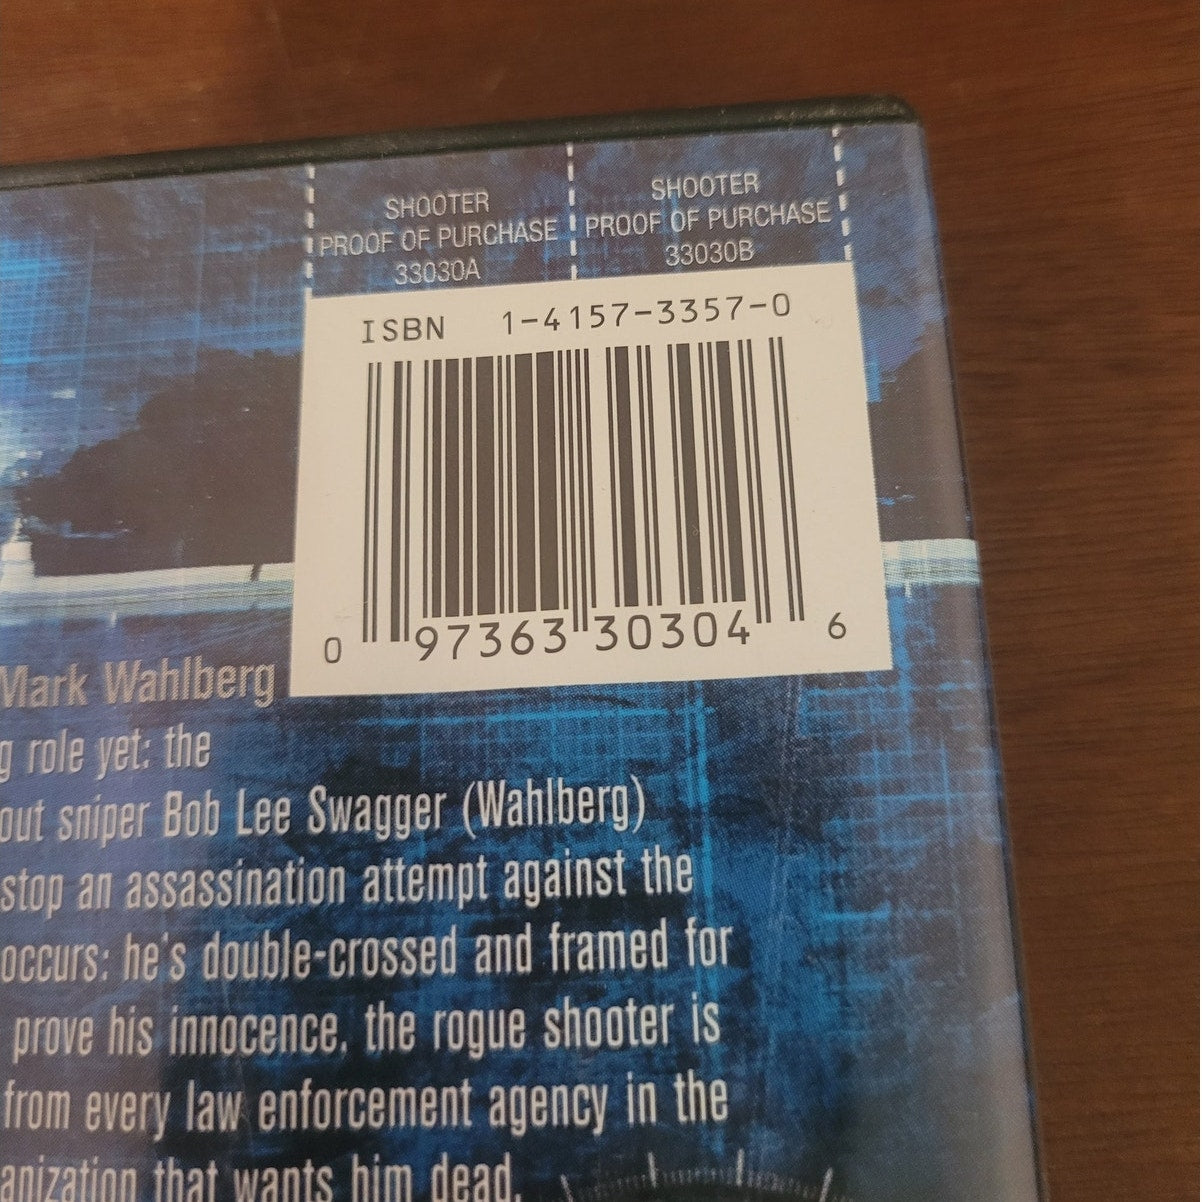 SHOOTER
PROOF OF PURCHASE
33030A
SHOOTER
PROOF OF PURCHASE
33030B
ISBN 1-4157-3357-0
0 97363 30304 6
Mark Wahlberg
g role yet: the
out sniper Bob Lee Swagger (Wahlberg)
stop an assassination attempt against the
occurs: he's double-crossed and framed for
prove his innocence, the rogue shooter is
from every law enforcement agency in the
anization that wants him dead.